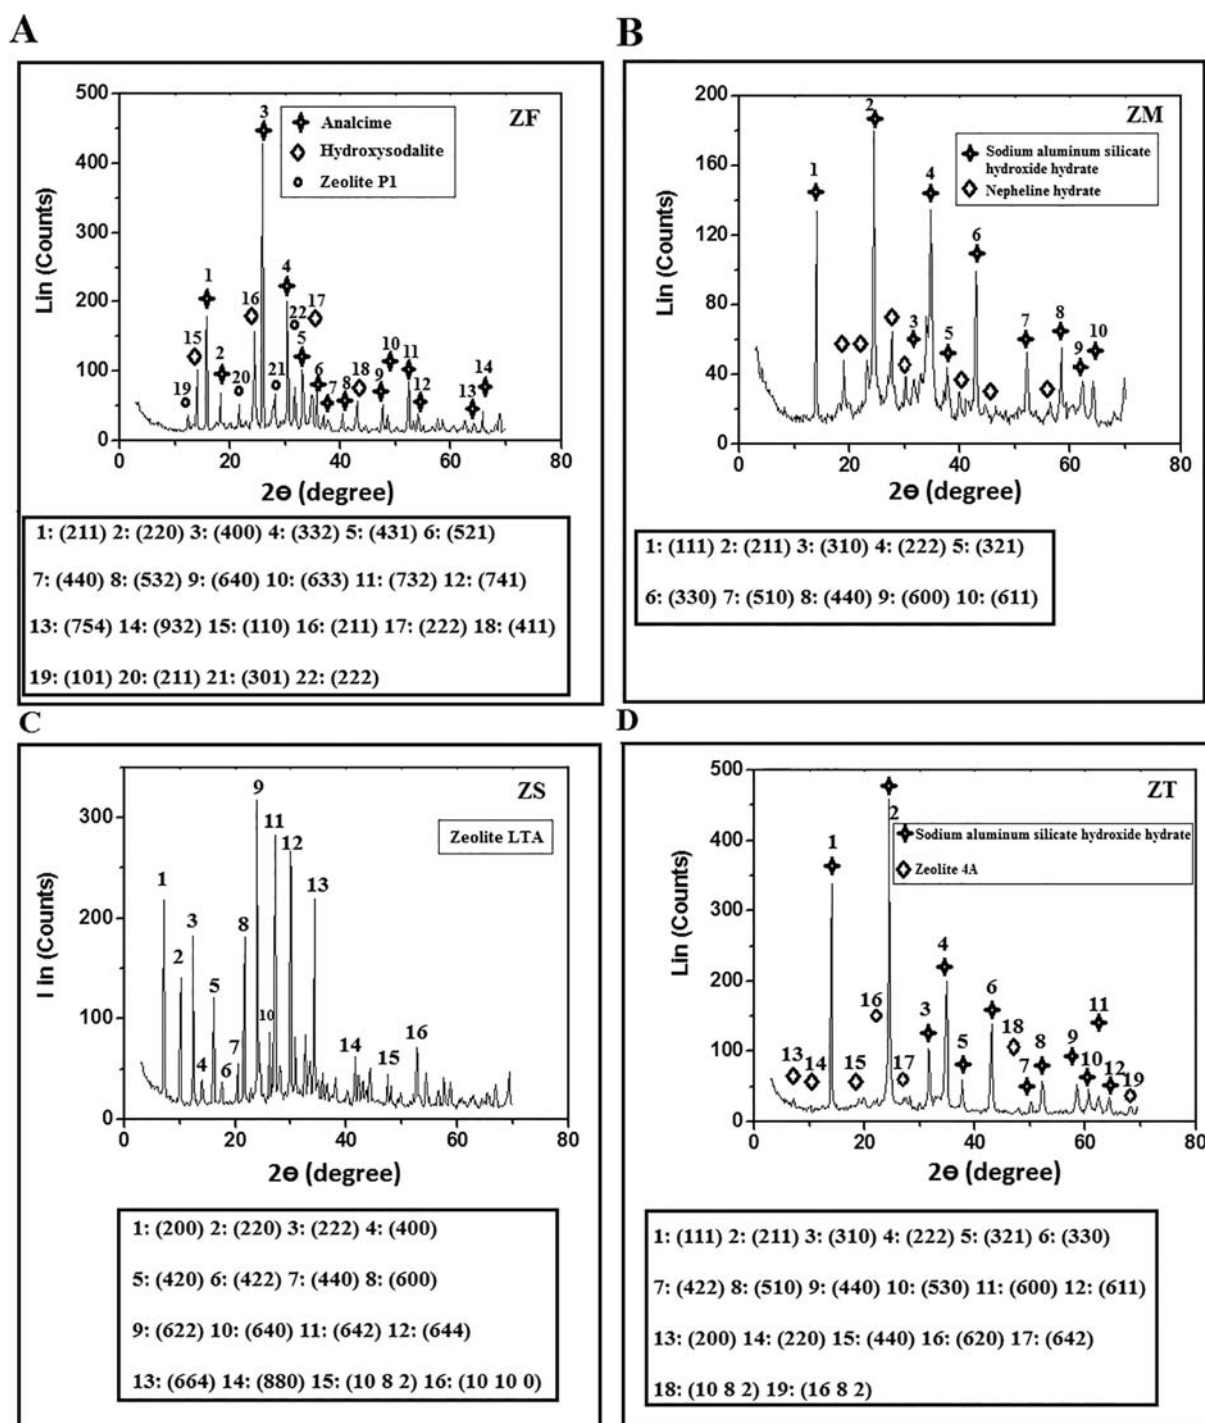 A
ZF
500
400
300
200
100
0
Lin (Counts)
Analcime
Hydroxysodalite
Zeolite P1
1
2
3
4
5
6
7
8
9
10
11
12
13
14
15
16
17
18
19
20
21
22
0 20 40 60 80
2ɵ (degree)
1: (211) 2: (220) 3: (400) 4: (332) 5: (431) 6: (521)
7: (440) 8: (532) 9: (640) 10: (633) 11: (732) 12: (741)
13: (754) 14: (932) 15: (110) 16: (211) 17: (222) 18: (411)
19: (101) 20: (211) 21: (301) 22: (222)
B
ZM
200
160
120
40
80
0
Lin (Counts)
Sodium aluminum silicate
hydroxide hydrate
Nepheline hydrate
1
2
3
4
5
6
7
8
9
10
0 20 40 60 80
2ɵ (degree)
1: (111) 2: (211) 3: (310) 4: (222) 5: (321)
6: (330) 7: (510) 8: (440) 9: (600) 10: (611)
C
ZS
300
200
100
0
I in (Counts)
Zeolite LTA
1
2
3
4
5
6
7
8
9
10
11
12
13
14
15
16
0 20 40 60 80
2ɵ (degree)
1: (200) 2: (220) 3: (222) 4: (400)
5: (420) 6: (422) 7: (440) 8: (600)
9: (622) 10: (640) 11: (642) 12: (644)
13: (664) 14: (880) 15: (10 8 2) 16: (10 10 0)
D
ZT
500
400
300
200
100
0
Lin (Counts)
Sodium aluminum silicate hydroxide hydrate
Zeolite 4A
1
2
3
4
5
6
7
8
9
10
11
12
13
14
15
16
17
18
19
0 20 40 60 80
2ɵ (degree)
1: (111) 2: (211) 3: (310) 4: (222) 5: (321) 6: (330)
7: (422) 8: (510) 9: (440) 10: (530) 11: (600) 12: (611)
13: (200) 14: (220) 15: (440) 16: (620) 17: (642)
18: (10 8 2) 19: (16 8 2)